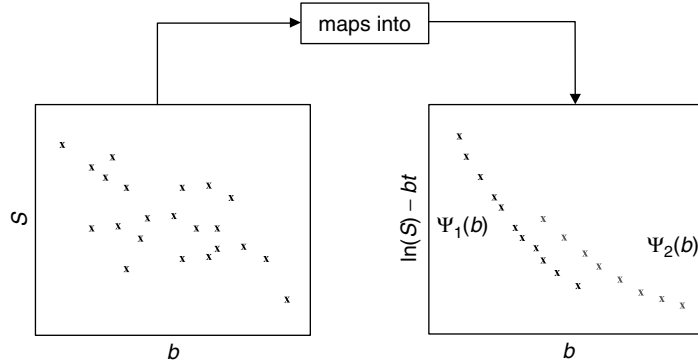 maps into
S
b
ln(S) – bt
Ψ1(b)
Ψ2(b)
b